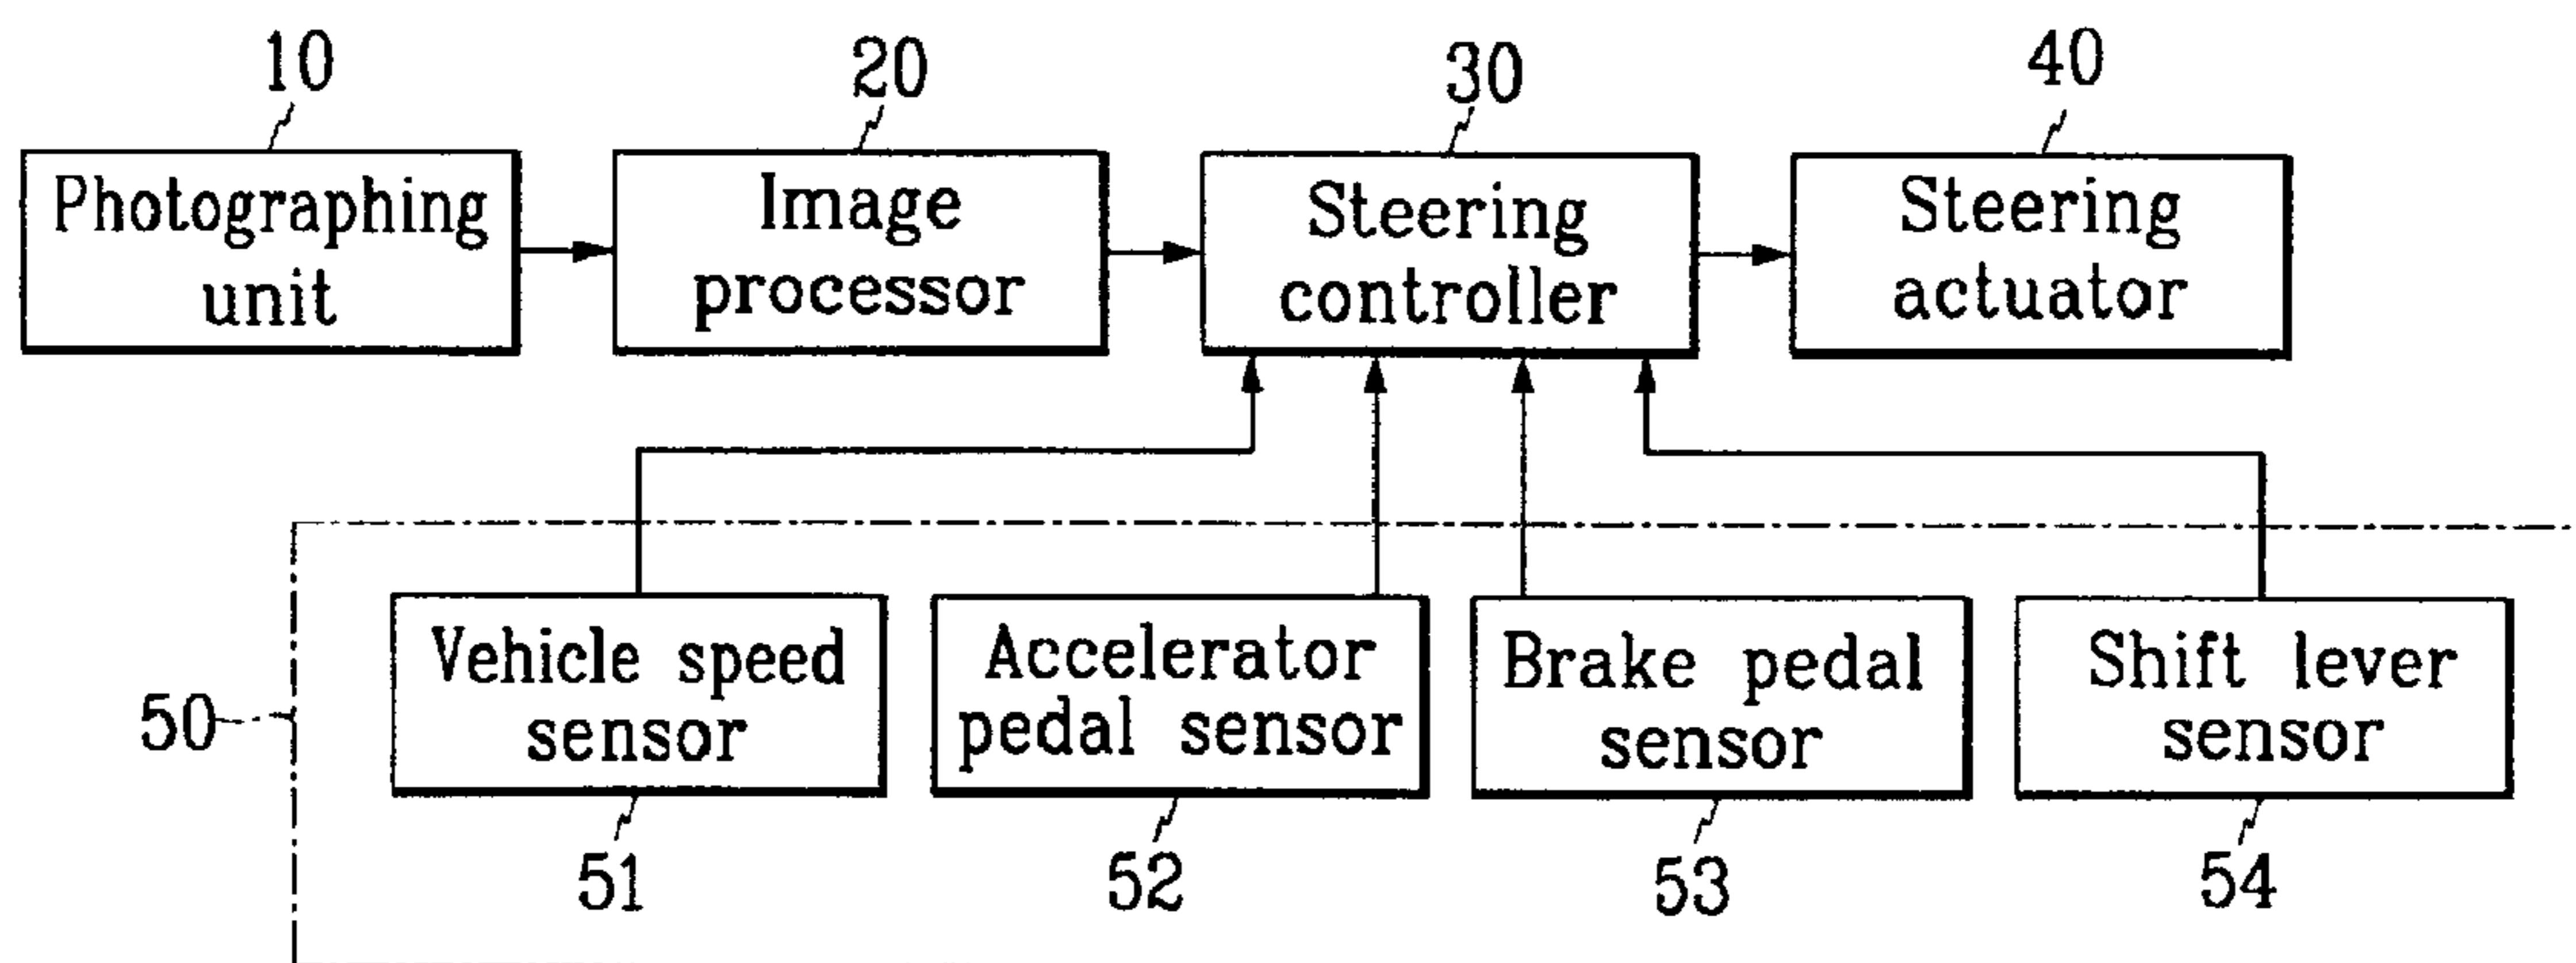 10
20
30
40
Photographing
unit
Image
processor
Steering
controller
Steering
actuator
50
Vehicle speed
sensor
Accelerator
pedal sensor
Brake pedal
sensor
Shift lever
sensor
51
52
53
54